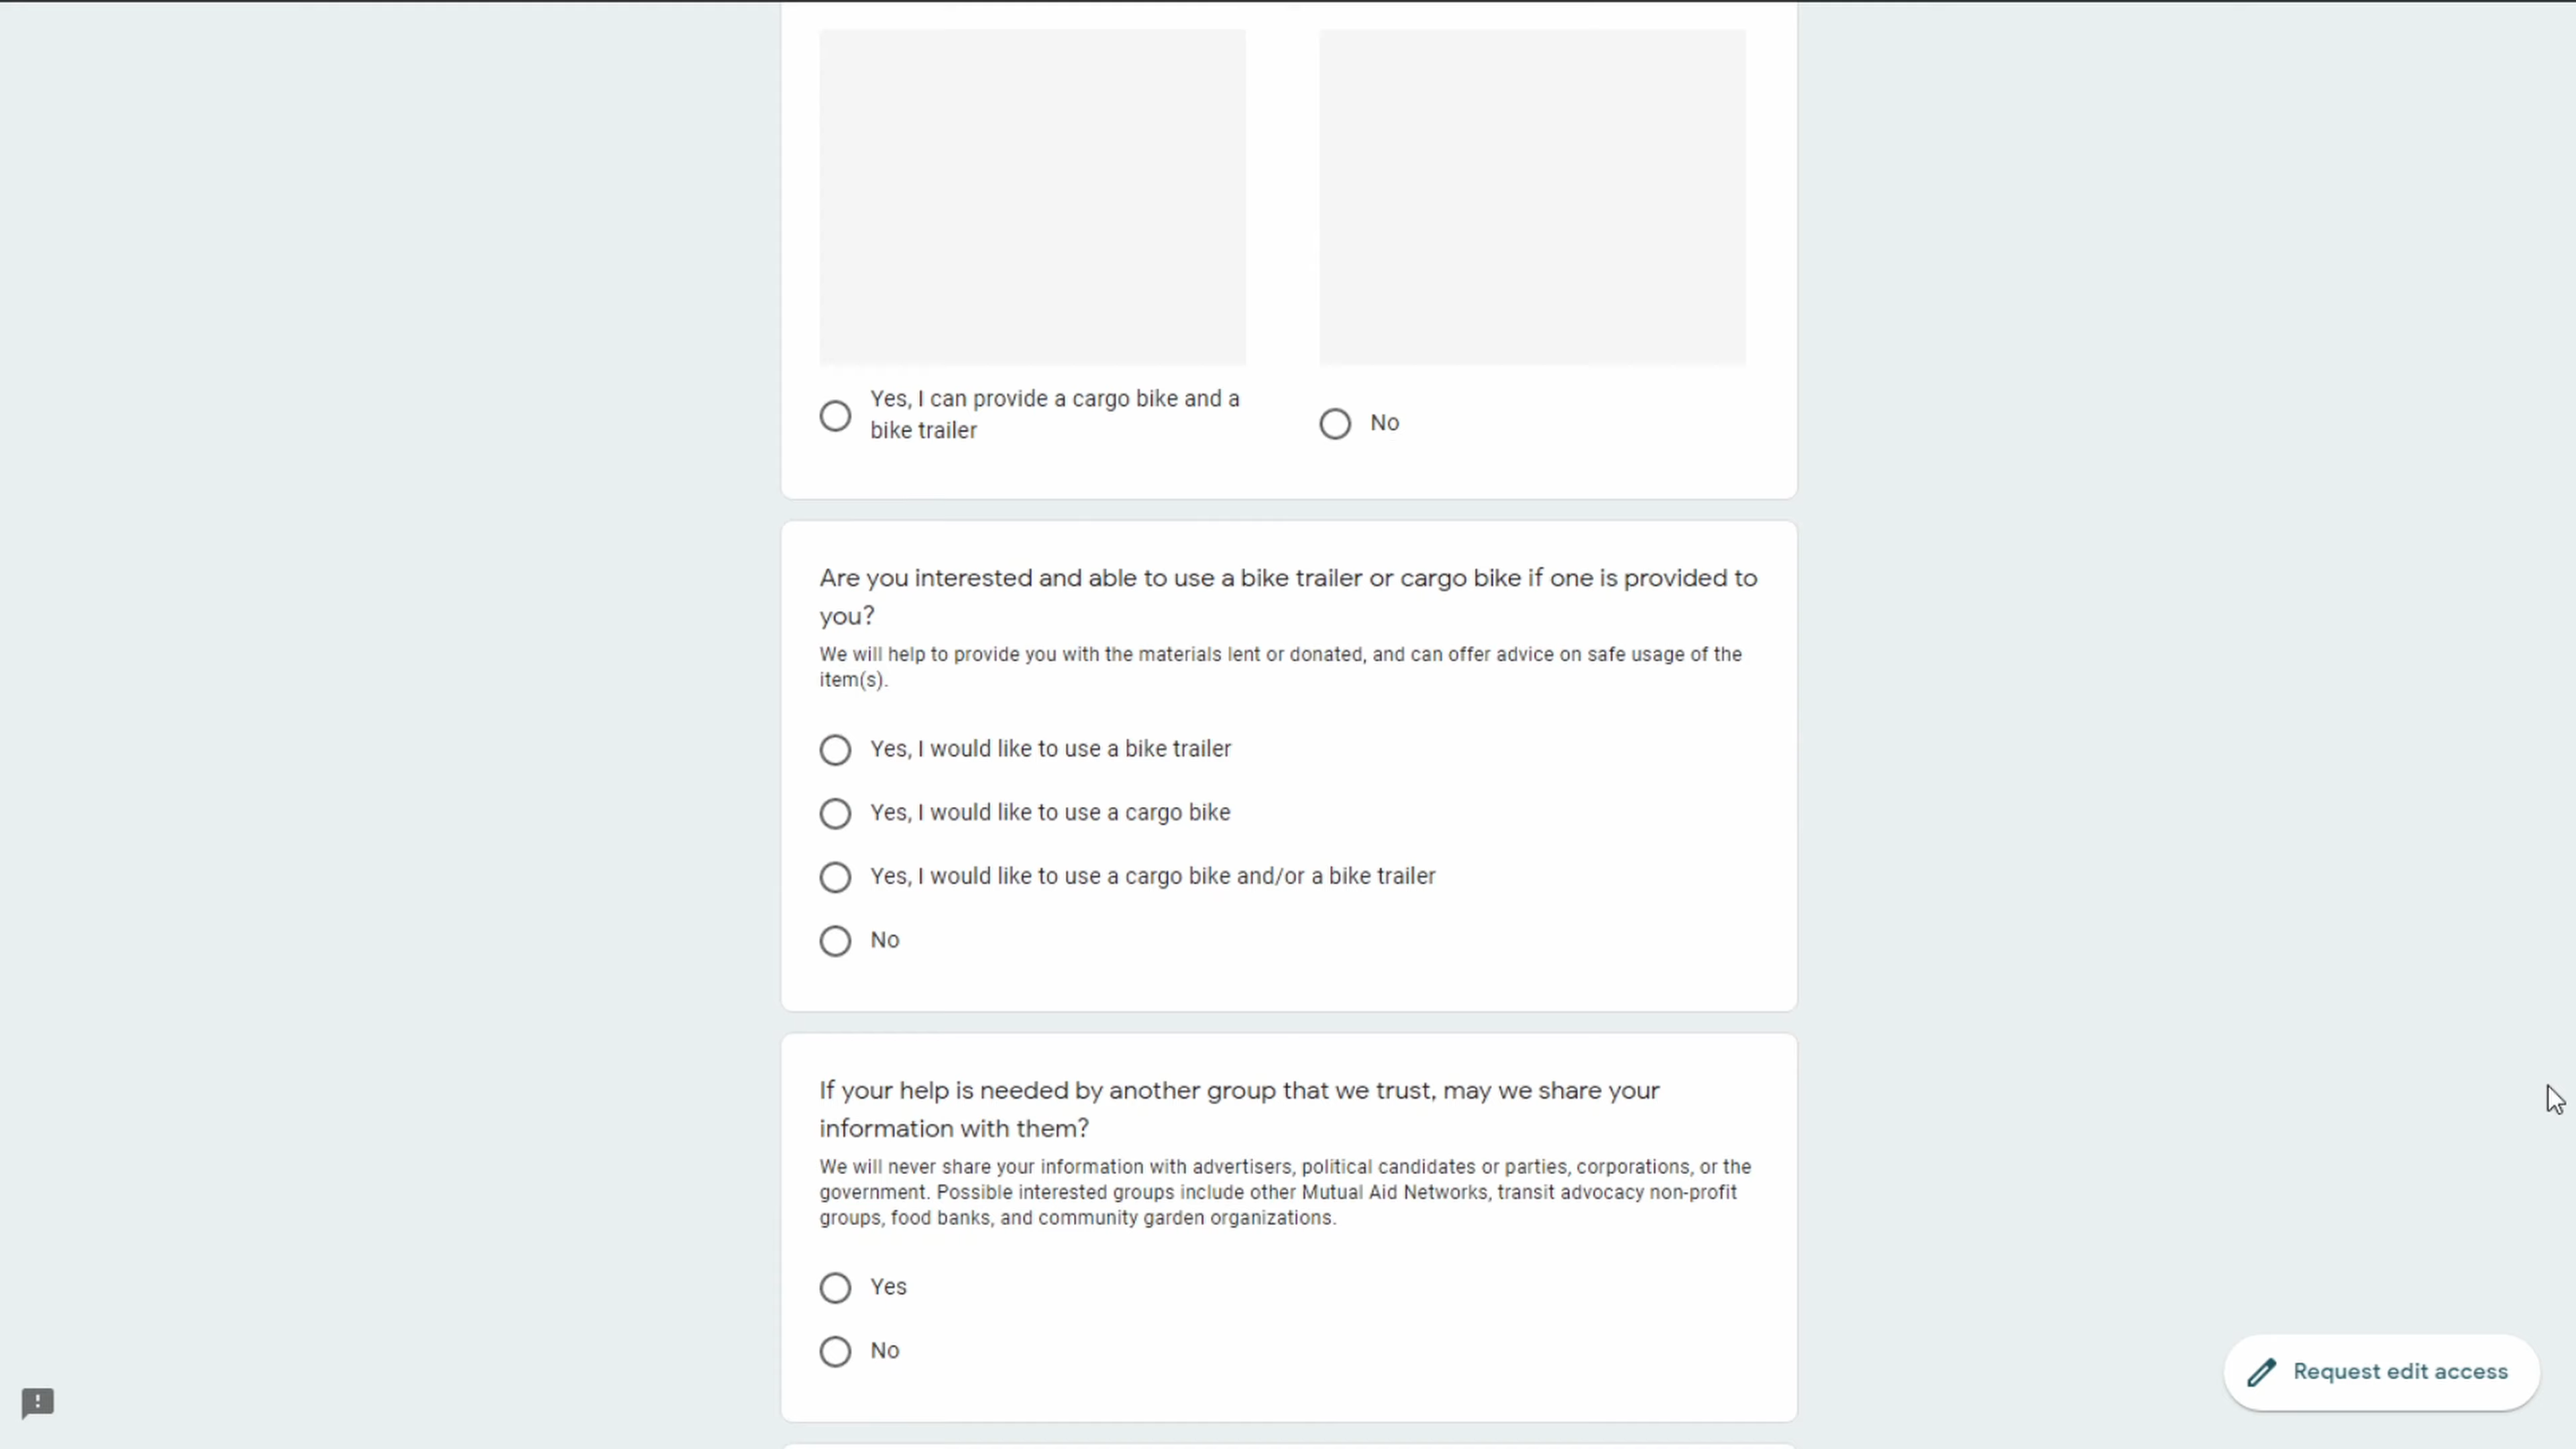 Yes, I can provide a cargo bike and a
bike trailer
No
Are you interested and able to use a bike trailer or cargo bike if one is provided to
you?
We will help to provide you with the materials lent or donated, and can offer advice on safe usage of the
item(s).
Yes, I would like to use a bike trailer
Yes, I would like to use a cargo bike
Yes, I would like to use a cargo bike and/or a bike trailer
No
If your help is needed by another group that we trust, may we share your
information with them?
We will never share your information with advertisers, political candidates or parties, corporations, or the
government. Possible interested groups include other Mutual Aid Networks, transit advocacy non-profit
groups, food banks, and community garden organizations.
Yes
No
Request edit access